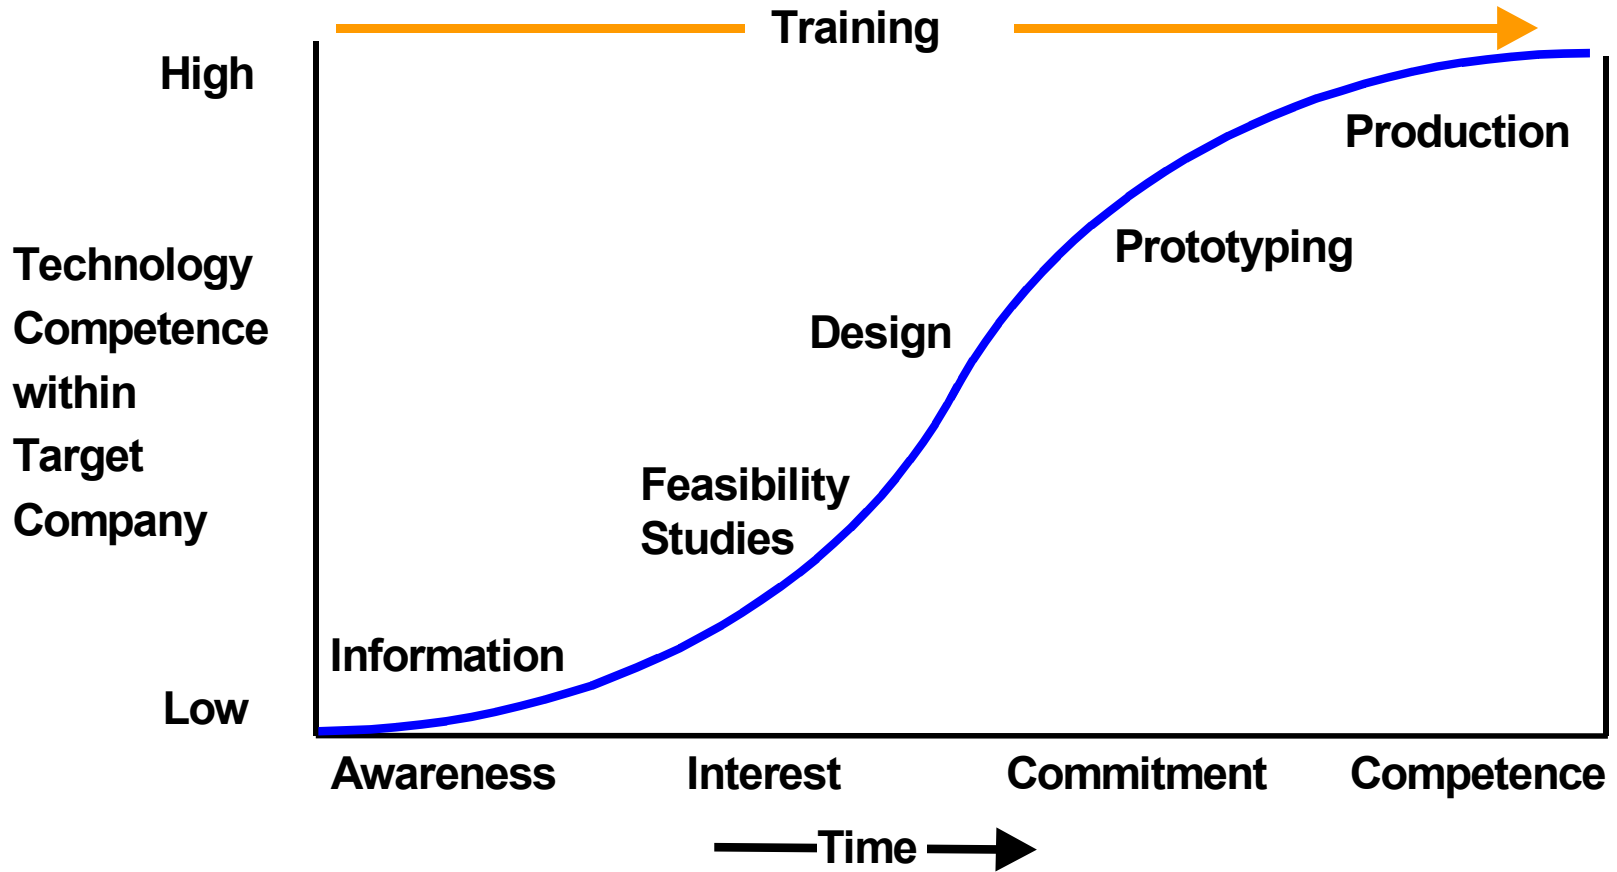 Training
High
Production
Technology
Competence
within
Target
Company
Prototyping
Design
Feasibility
Studies
Information
Low
Awareness
Interest
Commitment
Competence
Time